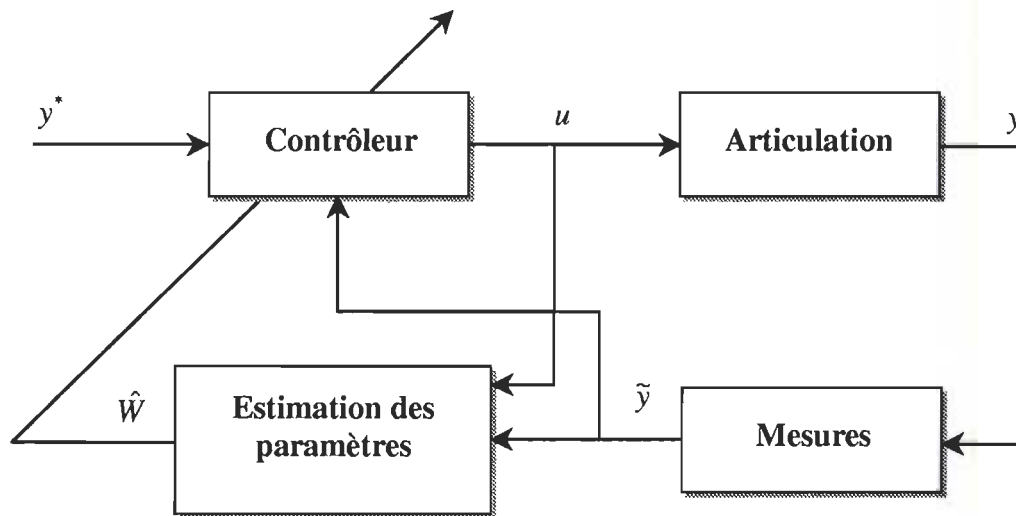 y*
Contrôleur
u
Articulation
y
Ŵ
Estimation des
paramètres
ỹ
Mesures